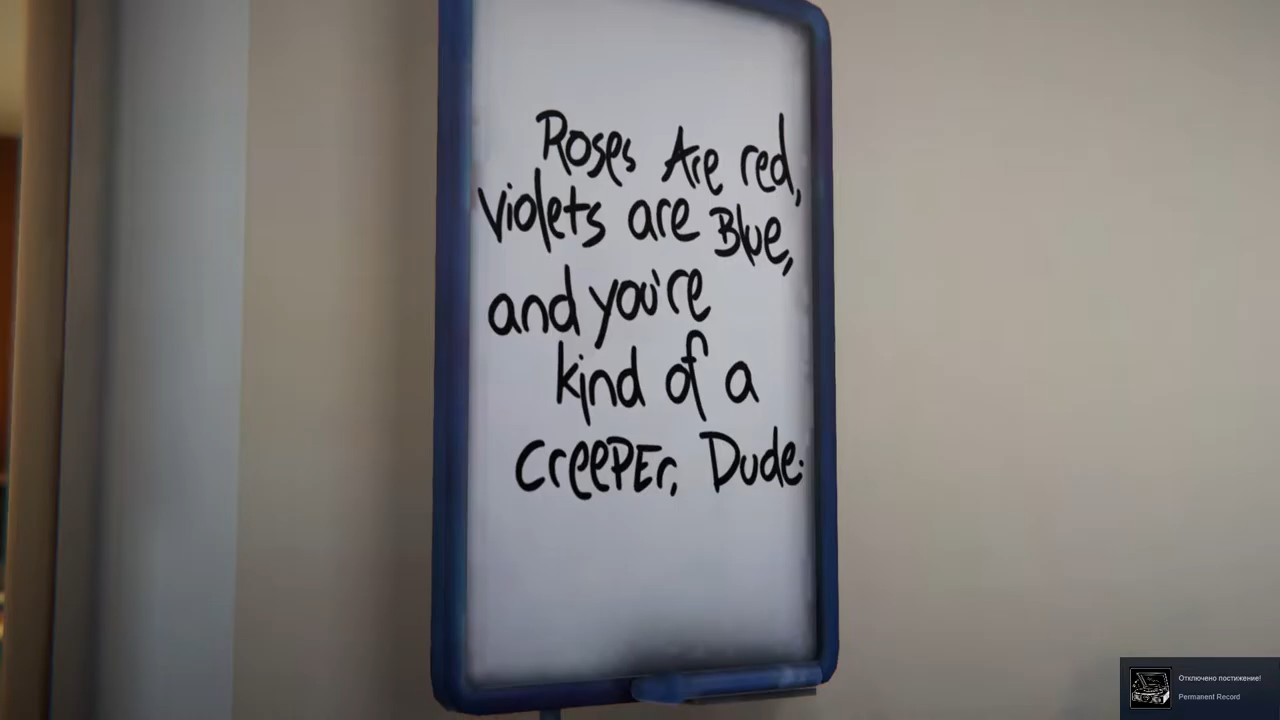 Roses Are red,
violets are Blue,
and you're
kind of a
CreePEr, Dude.
Отключено постижение!
Permanent Record